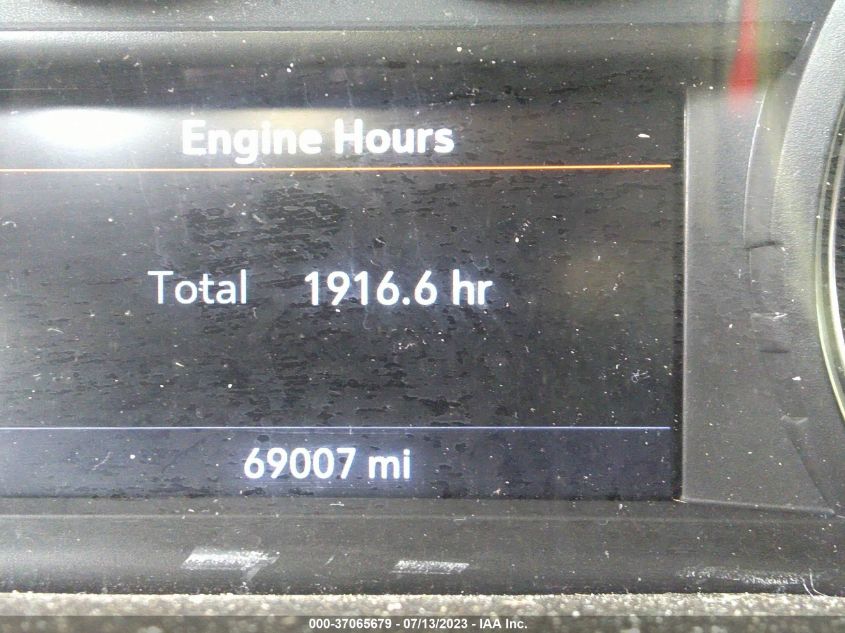 Engine Hours
Total 1916.6 hr
69007 mi
000-37065679 / 07/13/2023 - IAA Inc.